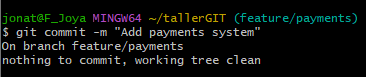 jonat@F_Joya MINGW64 ~/tallerGIT (feature/payments)
$ git commit -m "Add payments system"
On branch feature/payments
nothing to commit, working tree clean